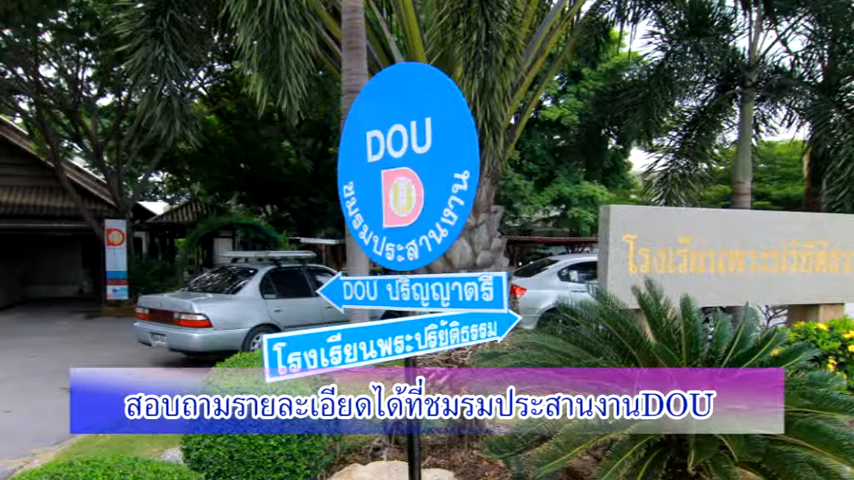 DOU
D
ชมรมประสานงาน
D
DOU ปริญญาตรี
โรงเรียนพระปริยัติธรรม
โรงเรียนพระปริยัติธร
สอบถามรายละเอียดได้ที่ชมรมประสานงานDOU